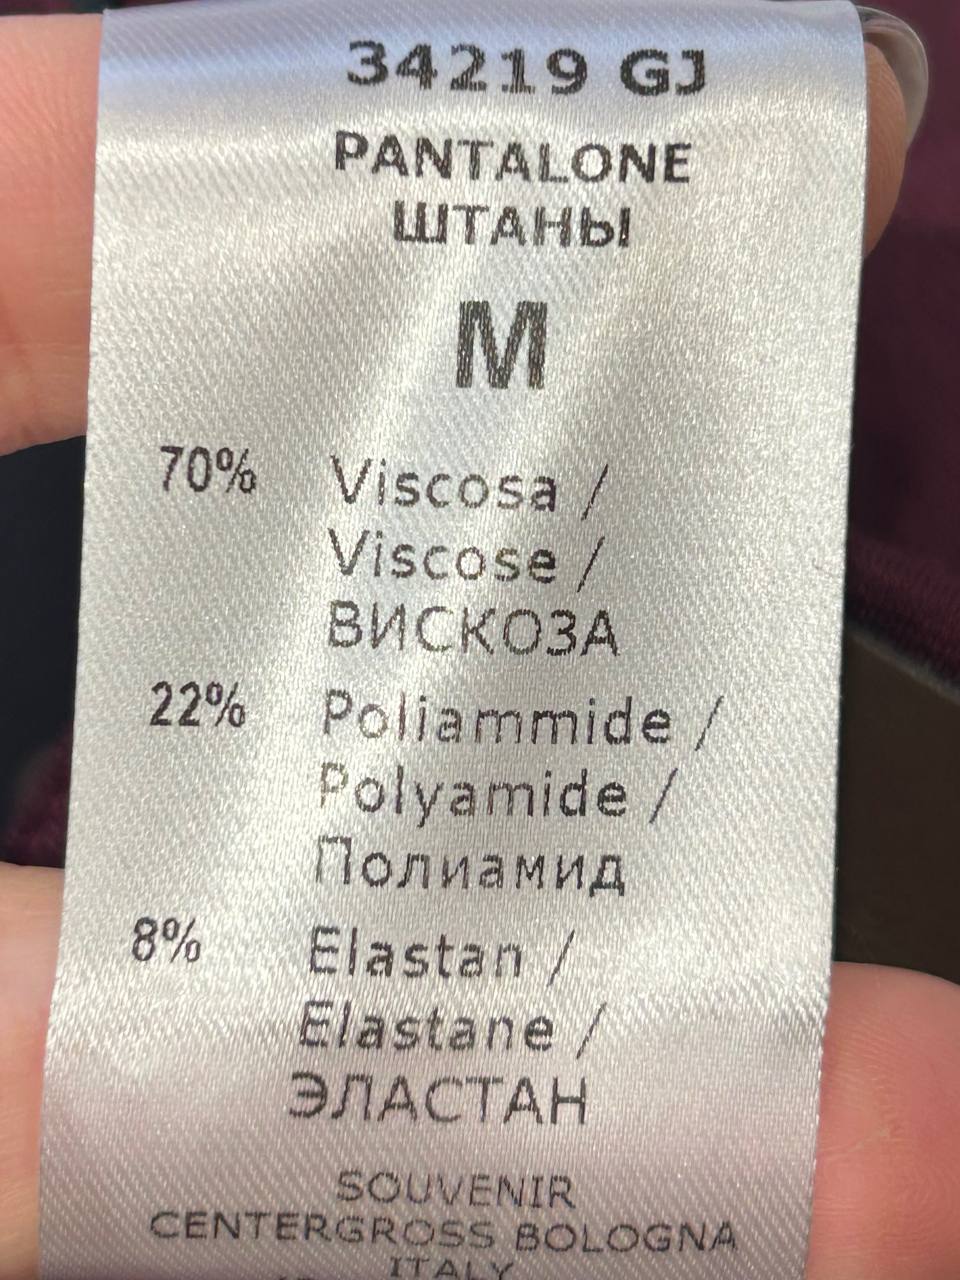 34219 GJ
PANTALONE
ШТАНЫ
M
70% Viscosa /
Viscose /
ВИСКОЗА
22% Poliammide /
Polyamide /
Полиамид
8% Elastan /
Elastane /
ЭЛАСТАН
SOUVENIR
CENTERGROSS BOLOGNA
ITALY